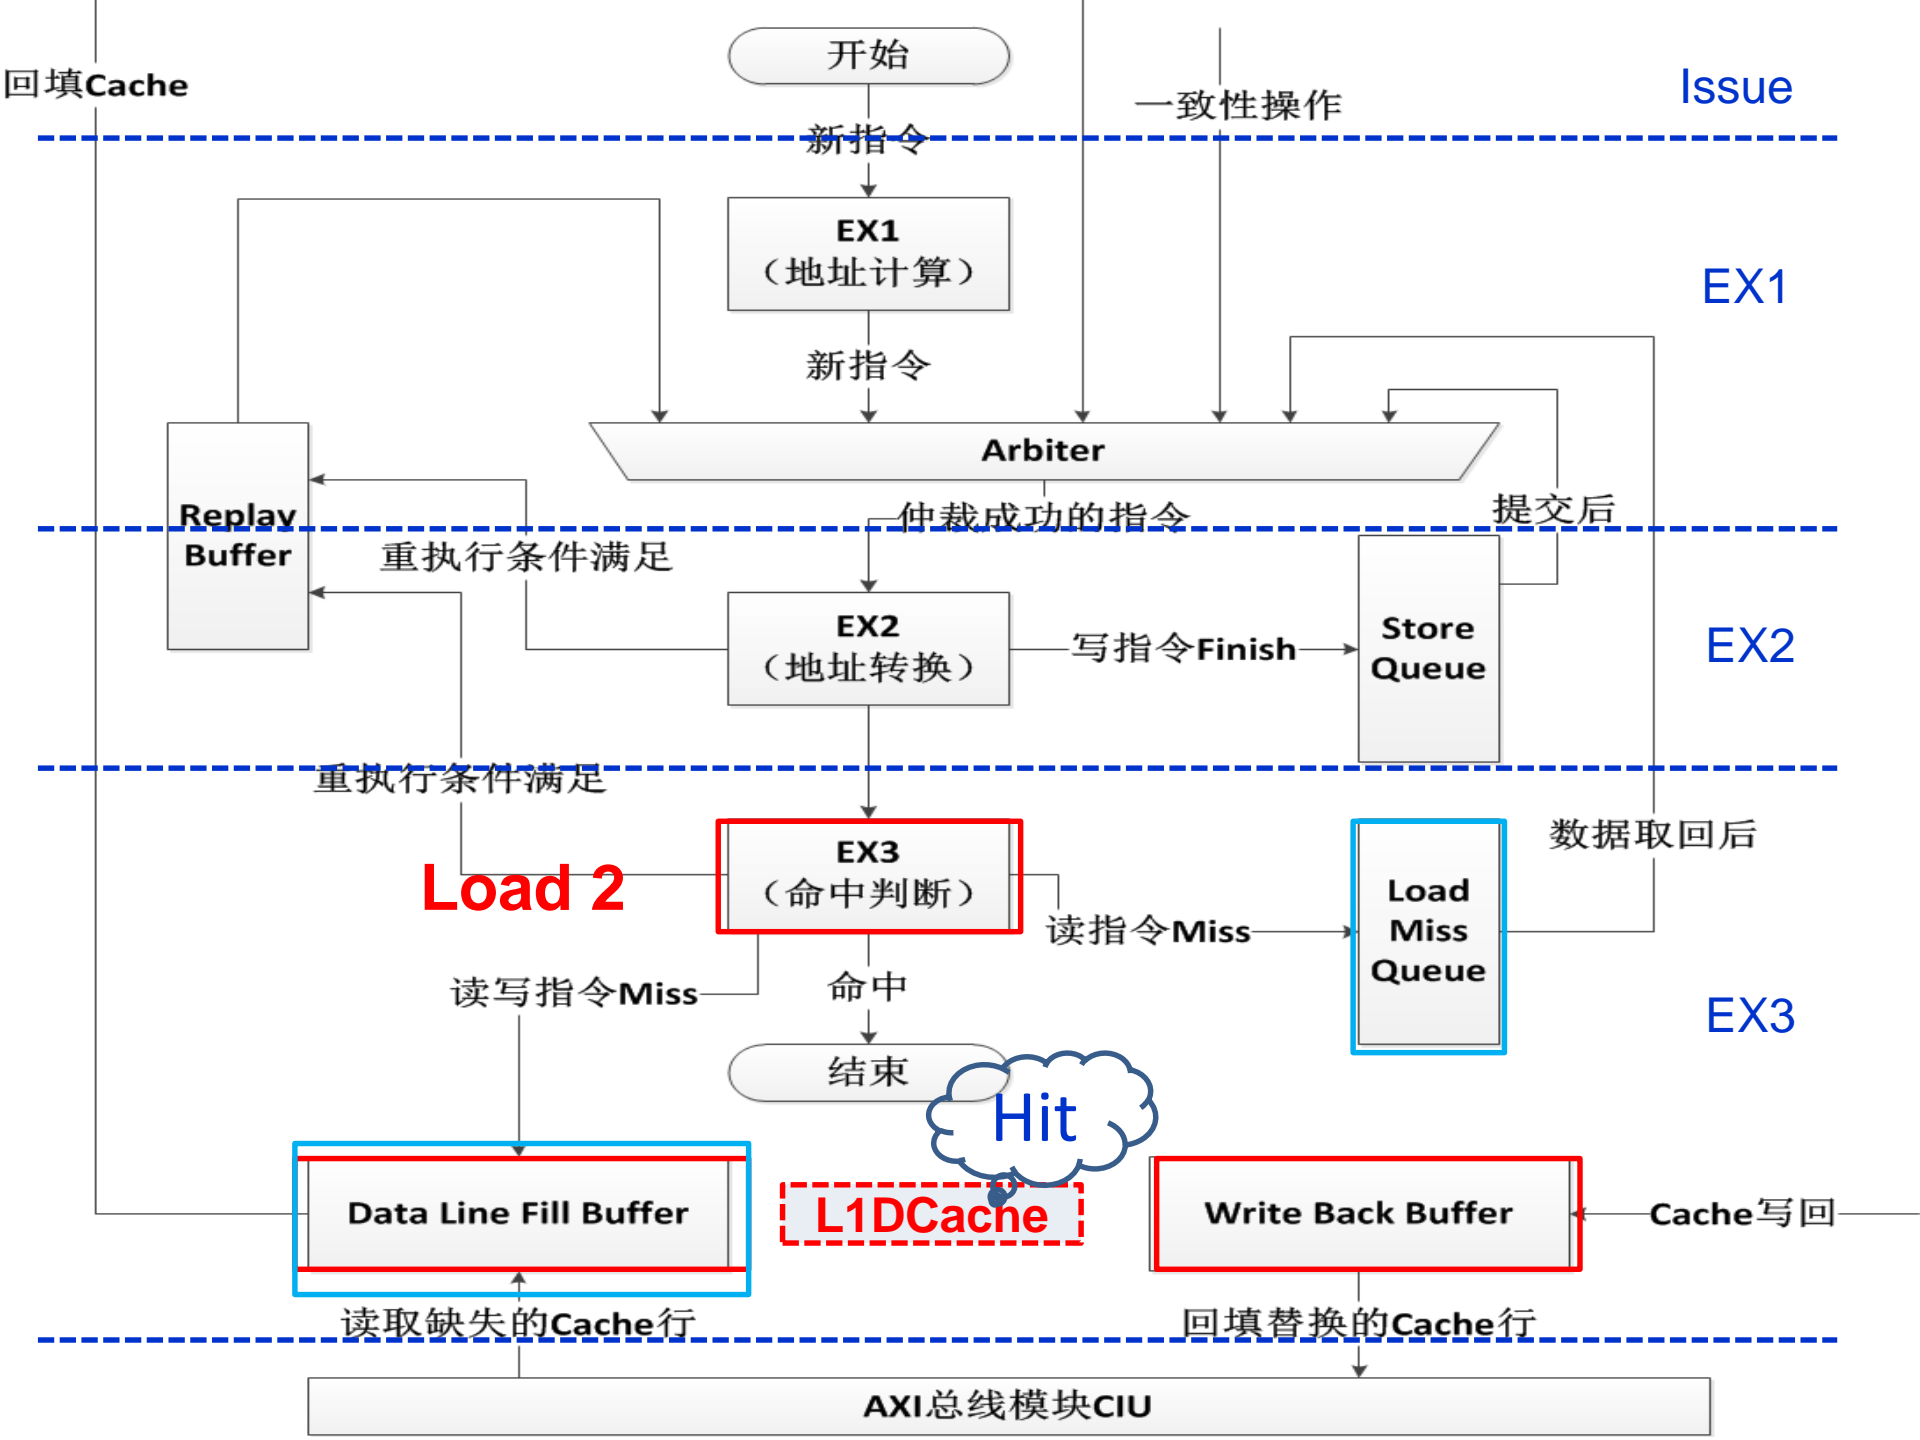 开始
回填Cache
Issue
一致性操作
新指令
EX1
（地址计算）
EX1
新指令
Arbiter
仲裁成功的指令
提交后
Replay
Buffer
重执行条件满足
EX2
（地址转换）
写指令Finish
Store
Queue
EX2
重执行条件满足
数据取回后
EX3
（命中判断）
Load 2
读指令Miss
Load
Miss
Queue
读写指令Miss
命中
EX3
结束
Hit
Data Line Fill Buffer
L1DCache
Write Back Buffer
Cache写回
读取缺失的Cache行
回填替换的Cache行
AXI总线模块CIU